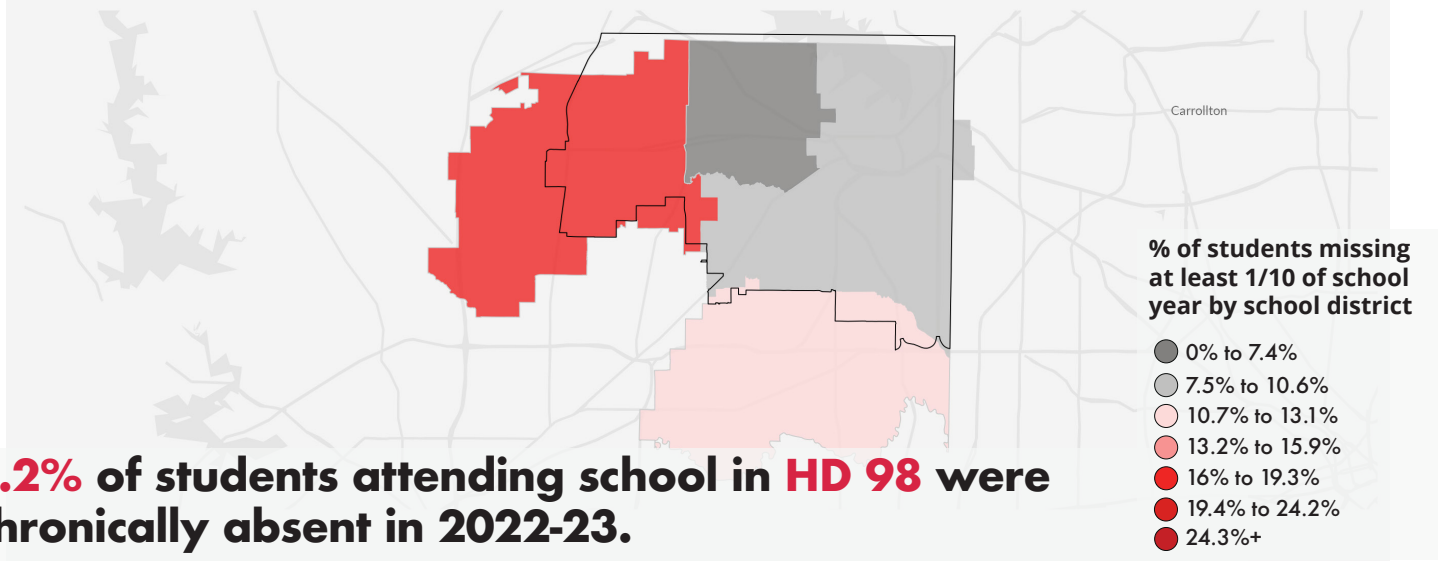 Carrollton
% of students missing
at least 1/10 of school
year by school district
0% to 7.4%
7.5% to 10.6%
10.7% to 13.1%
13.2% to 15.9%
16% to 19.3%
19.4% to 24.2%
24.3%+
.2% of students attending school in HD 98 were
hronically absent in 2022-23.